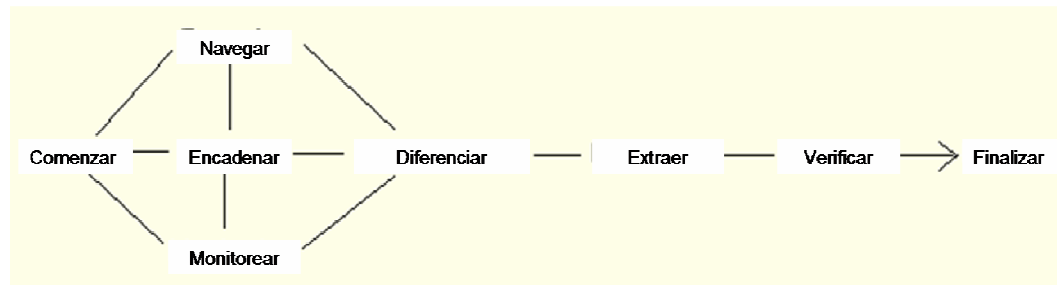 Navegar
Comenzar
Encadenar
Diferenciar
Extraer
Verificar
Finalizar
Monitorear